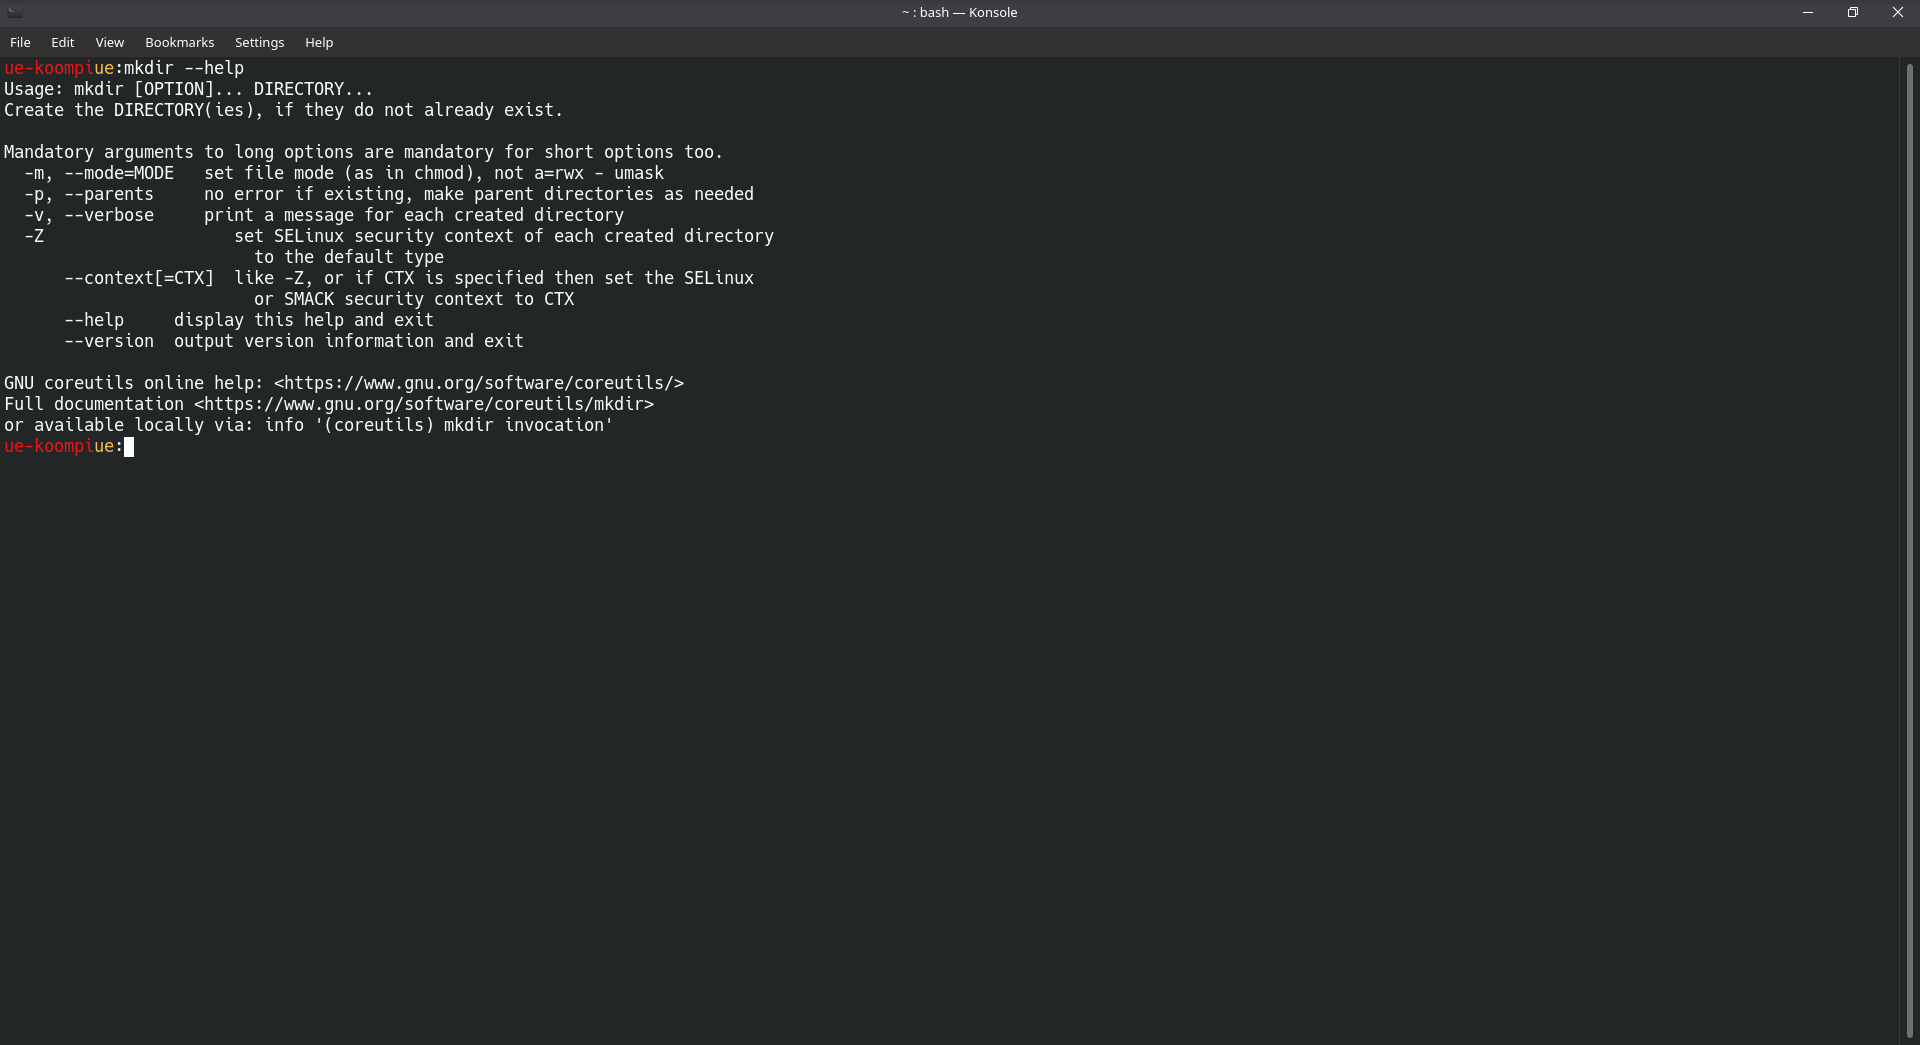 ~ : bash — Konsole
File Edit View Bookmarks Settings Help
ue-koompiue:mkdir --help
Usage: mkdir [OPTION]... DIRECTORY...
Create the DIRECTORY(ies), if they do not already exist.

Mandatory arguments to long options are mandatory for short options too.
  -m, --mode=MODE   set file mode (as in chmod), not a=rwx - umask
  -p, --parents     no error if existing, make parent directories as needed
  -v, --verbose     print a message for each created directory
  -Z                   set SELinux security context of each created directory
                         to the default type
      --context[=CTX]  like -Z, or if CTX is specified then set the SELinux
                         or SMACK security context to CTX
      --help     display this help and exit
      --version  output version information and exit

GNU coreutils online help: <https://www.gnu.org/software/coreutils/>
Full documentation <https://www.gnu.org/software/coreutils/mkdir>
or available locally via: info '(coreutils) mkdir invocation'
ue-koompiue: